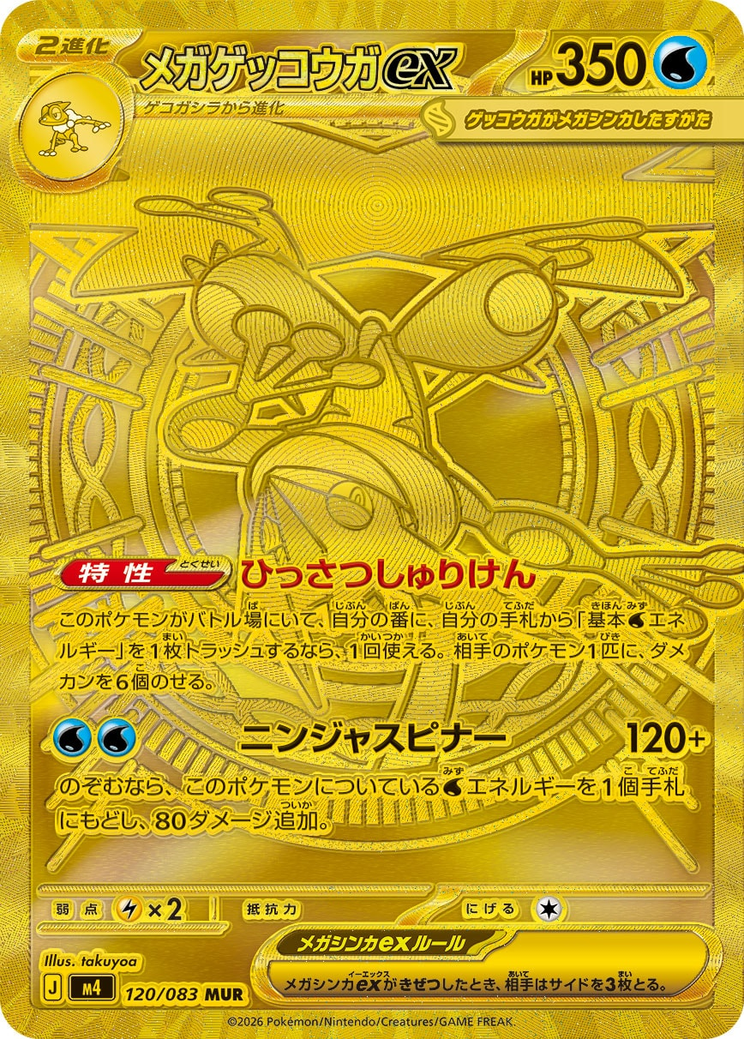 2進化 メガゲッコウガex HP350
ゲコガシラから進化
ゲッコウガがメガシンカしたすがた
特性 とくせい ひっさつしゅりけん
このポケモンがバトル場にいて、自分の番に、自分の手札から「基本エネ
ルギー」を1枚トラッシュするなら、1回使える。相手のポケモン1匹に、ダメ
カンを6個のせる。
ニンジャスピナー 120+
のぞむなら、このポケモンについているエネルギーを1個手札
にもどし、80ダメージ追加。
弱点 ×2 抵抗力 にげる
メガシンカexルール
メガシンカexがきぜつしたとき、相手はサイドを3枚とる。
Illus. takuyoa
J M4 120/083 MUR
©2026 Pokémon/Nintendo/Creatures/GAME FREAK.